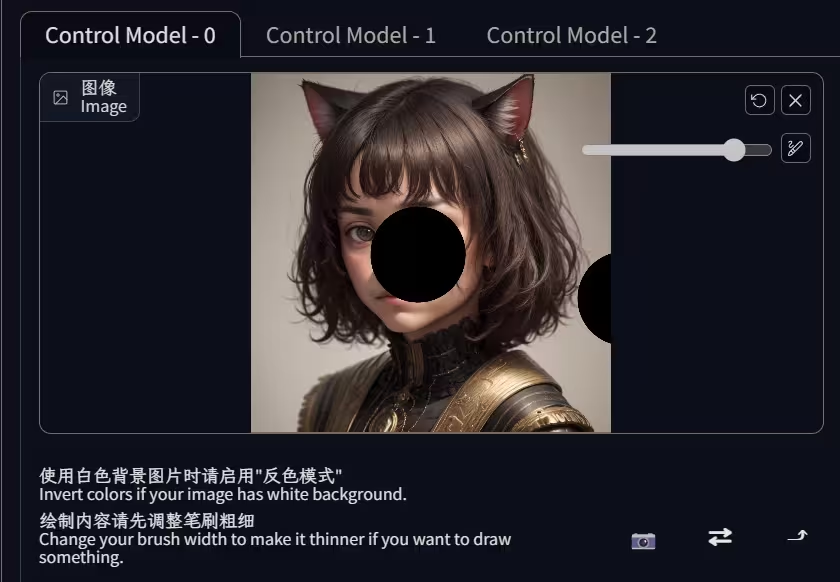 Control Model - 0
Control Model - 1
Control Model - 2
图像
Image
使用白色背景图片时请启用"反色模式"
Invert colors if your image has white background.
绘制内容请先调整笔刷粗细
Change your brush width to make it thinner if you want to draw
something.